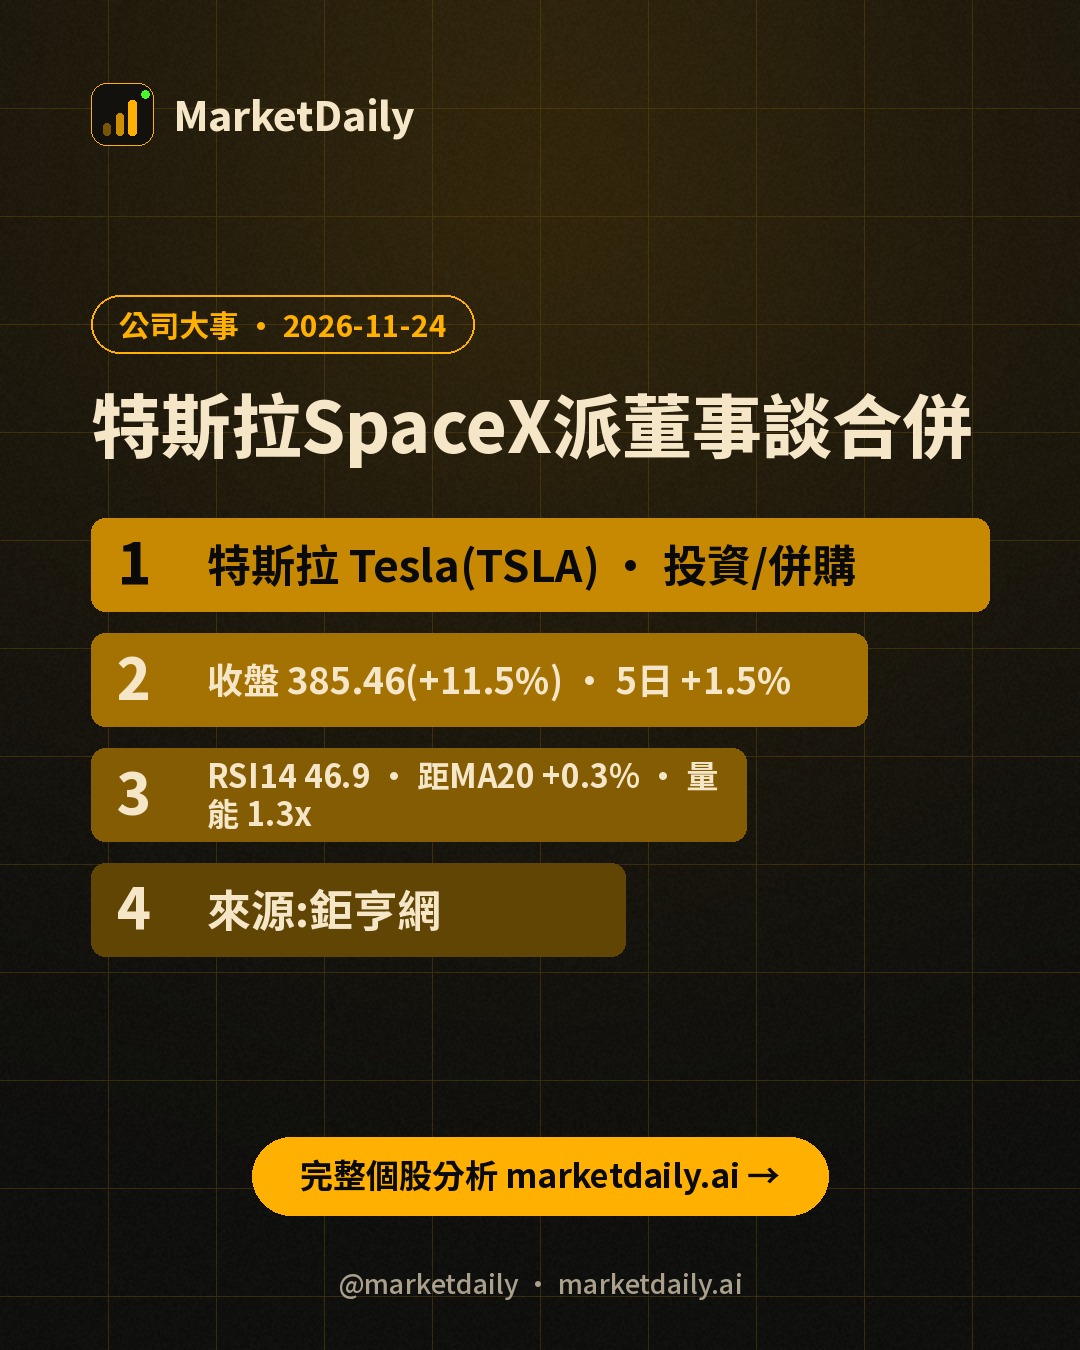 MarketDaily
公司大事 • 2026-11-24
特斯拉SpaceX派董事談合併
1 特斯拉 Tesla(TSLA) • 投資/併購
2 收盤 385.46(+11.5%) • 5日 +1.5%
3 RSI14 46.9 • 距MA20 +0.3% • 量
能 1.3x
4 來源:鉅亨網
完整個股分析 marketdaily.ai →
@marketdaily • marketdaily.ai